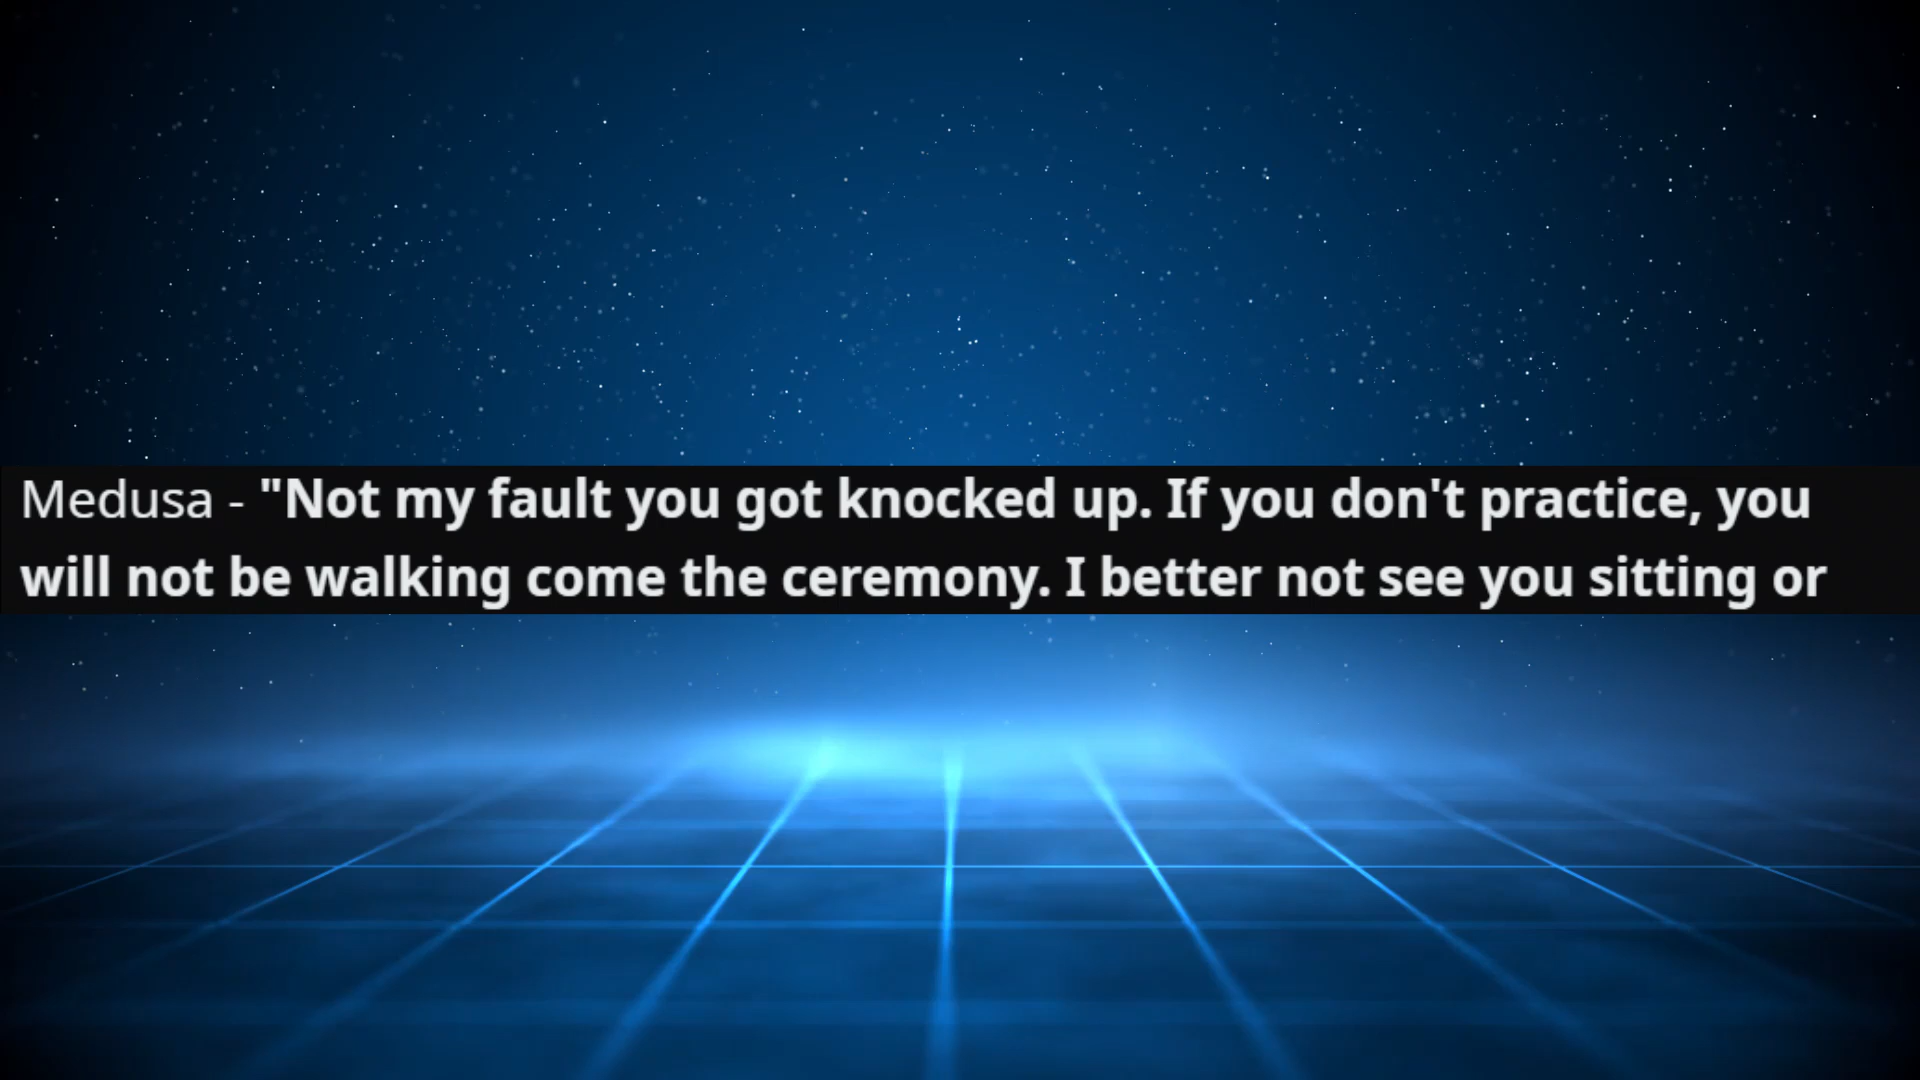 Medusa - "Not my fault you got knocked up. If you don't practice, you
will not be walking come the ceremony. I better not see you sitting or